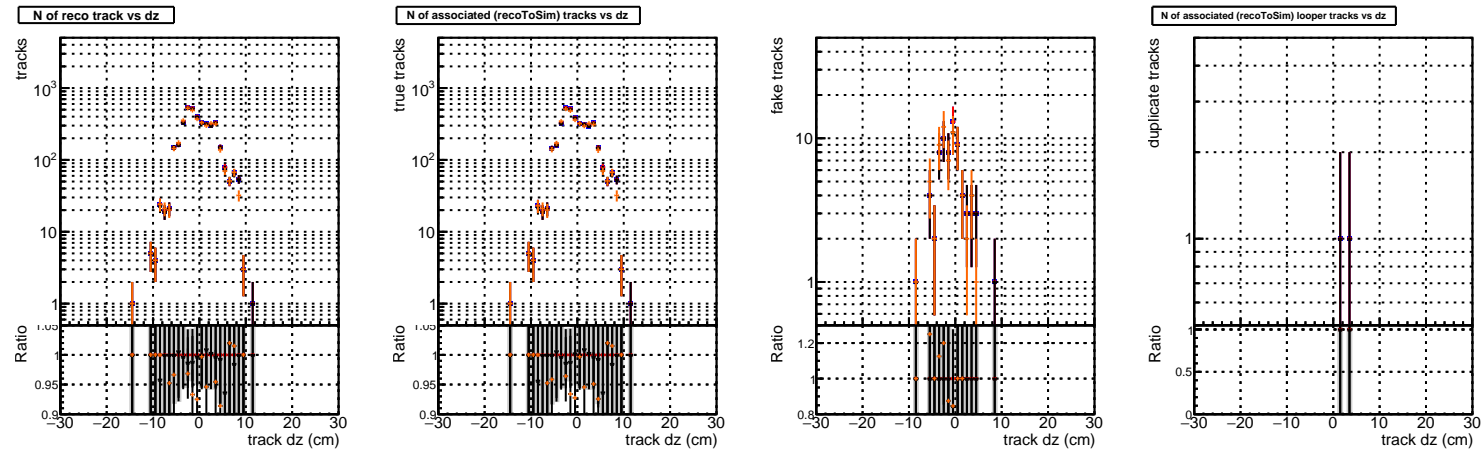 N of reco track vs dz
tracks
10³
10²
10
1
Ratio
1.05
1
0.95
0.9
−30 −20 −10 0 10 20 30
track dz (cm)
N of associated (recoToSim) tracks vs dz
true tracks
10³
10²
10
1
Ratio
1.05
1
0.95
0.9
−30 −20 −10 0 10 20 30
track dz (cm)
fake tracks
10
1
Ratio
1.2
1
0.8
−30 −20 −10 0 10 20 30
track dz (cm)
N of associated (recoToSim) looper tracks vs dz
duplicate tracks
1
Ratio
1
0.5
0
−30 −20 −10 0 10 20 30
track dz (cm)